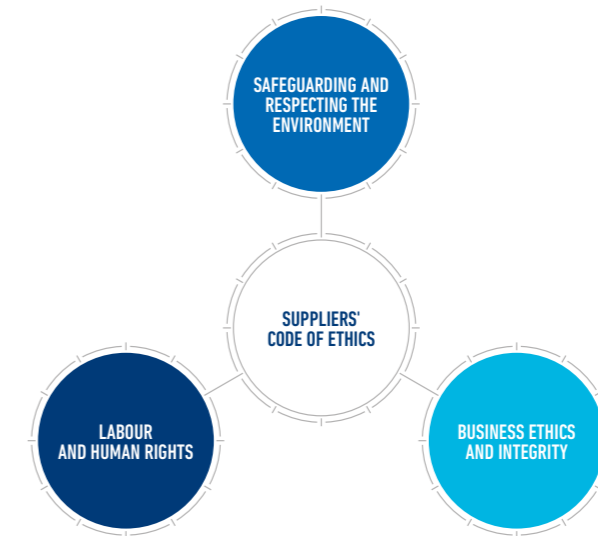 SAFEGUARDING AND
RESPECTING THE
ENVIRONMENT
SUPPLIERS'
CODE OF ETHICS
LABOUR
AND HUMAN RIGHTS
BUSINESS ETHICS
AND INTEGRITY